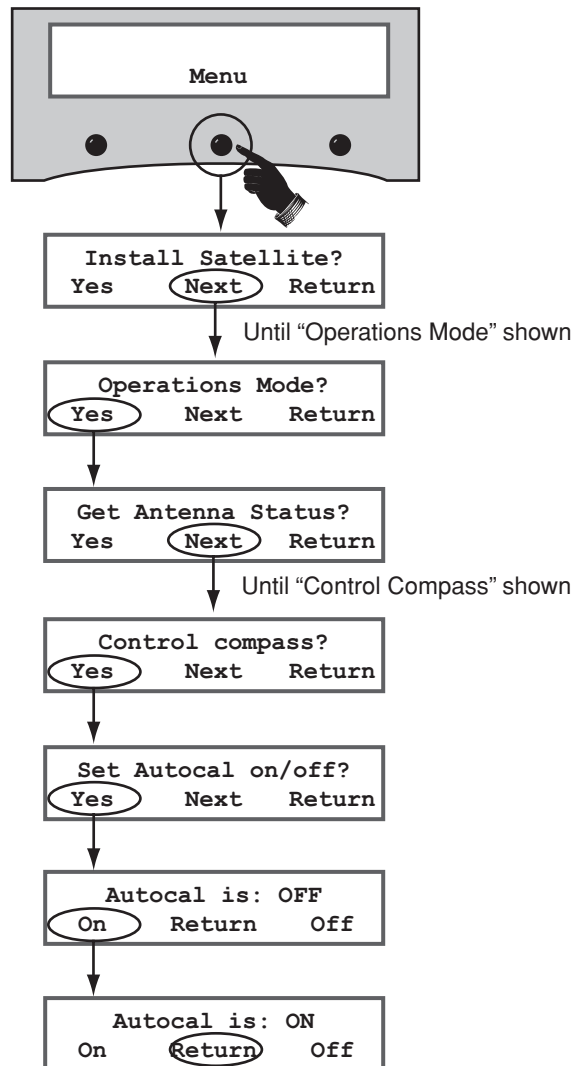 Menu
Install Satellite?
Yes Next Return
Until “Operations Mode” shown
Operations Mode?
Yes Next Return
Get Antenna Status?
Yes Next Return
Until “Control Compass” shown
Control compass?
Yes Next Return
Set Autocal on/off?
Yes Next Return
Autocal is: OFF
On Return Off
Autocal is: ON
On Return Off